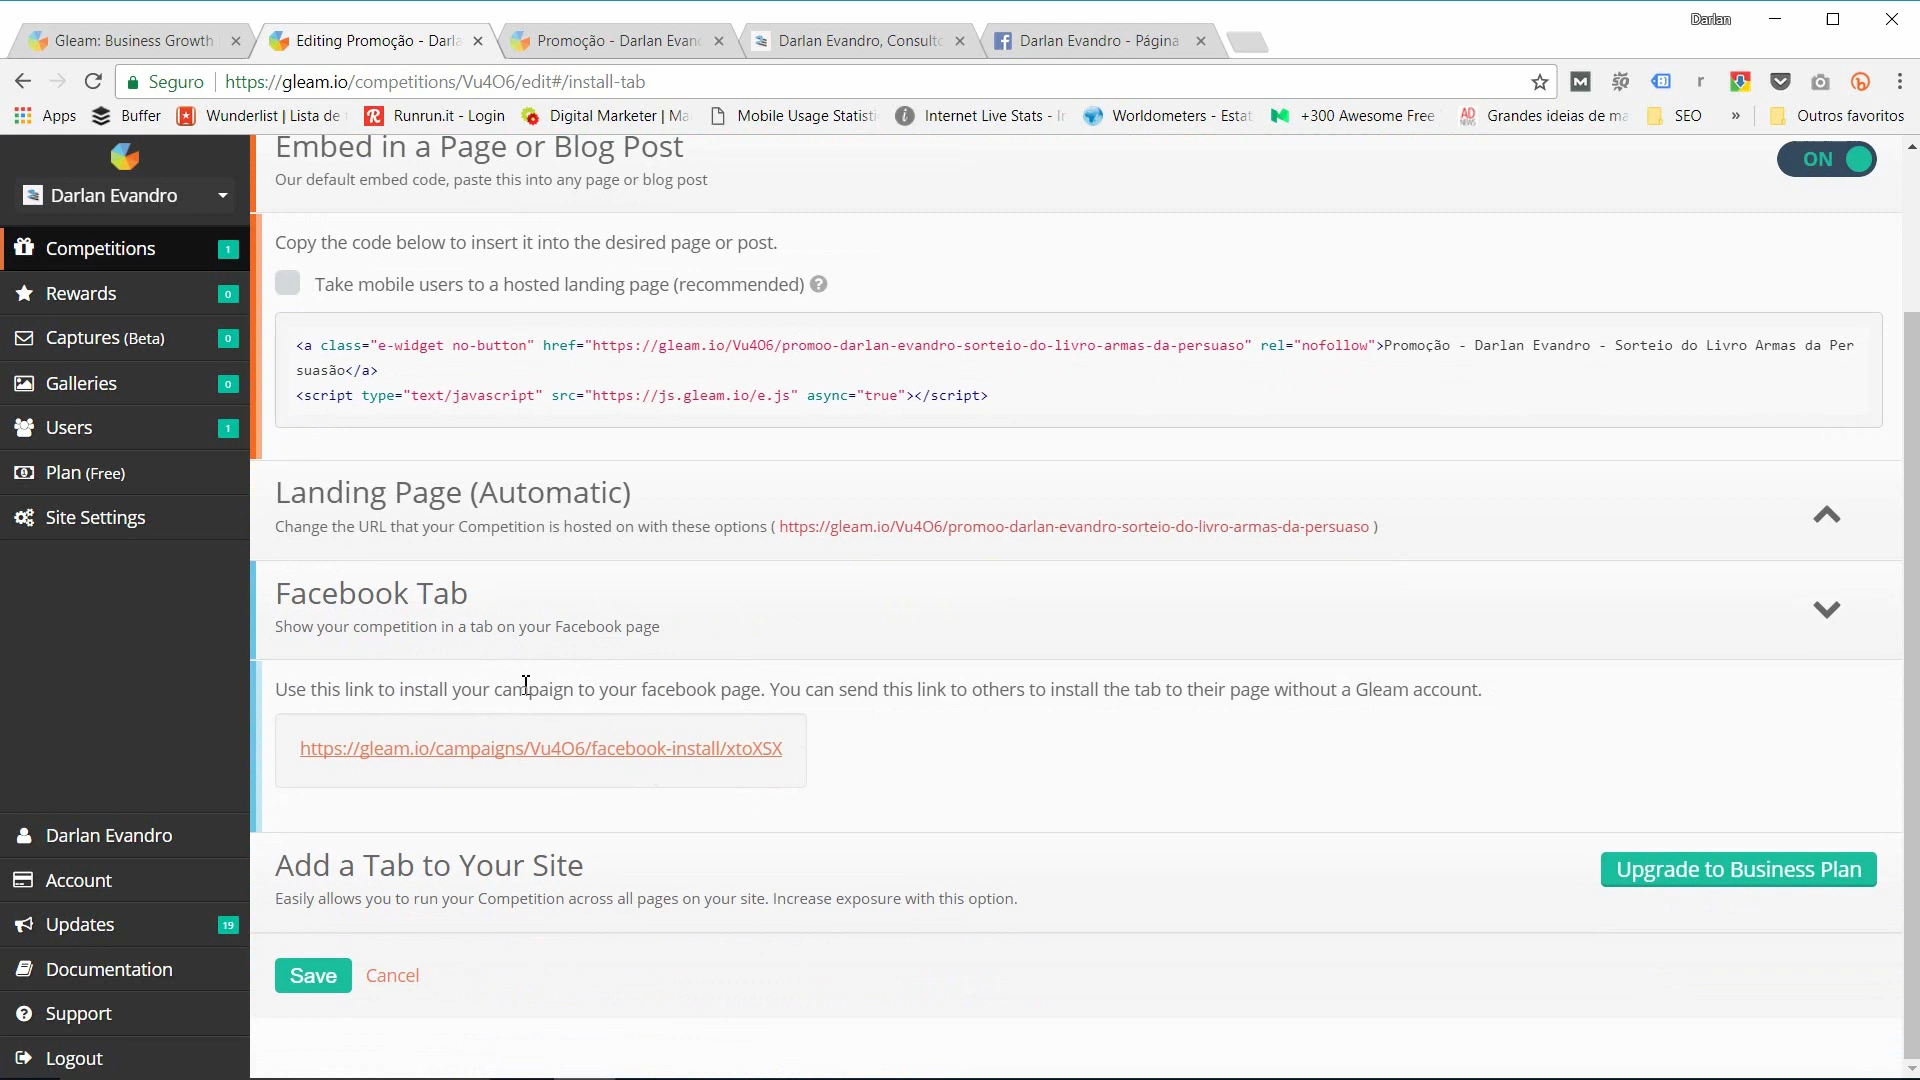 Darlan
Gleam: Business Growth
Editing Promoção - Darla
Promoção - Darlan Evan
Darlan Evandro, Consulto
Darlan Evandro - Página
Seguro
https://gleam.io/competitions/Vu4O6/edit#/install-tab
Apps
Buffer
Wunderlist | Lista de
Runrun.it - Login
Digital Marketer | Ma
Mobile Usage Statisti
Internet Live Stats - I
Worldometers - Estat
+300 Awesome Free
Grandes ideias de ma
SEO
»
Outros favoritos
Darlan Evandro
Competitions 1
Rewards 0
Captures (Beta) 0
Galleries 0
Users 1
Plan (Free)
Site Settings
Darlan Evandro
Account
Updates 19
Documentation
Support
Logout
Embed in a Page or Blog Post
Our default embed code, paste this into any page or blog post
ON
Copy the code below to insert it into the desired page or post.
Take mobile users to a hosted landing page (recommended)
<a class="e-widget no-button" href="https://gleam.io/Vu4O6/promoo-darlan-evandro-sorteio-do-livro-armas-da-persuaso" rel="nofollow">Promoção - Darlan Evandro - Sorteio do Livro Armas da Per
suasão</a>
<script type="text/javascript" src="https://js.gleam.io/e.js" async="true"></script>
Landing Page (Automatic)
Change the URL that your Competition is hosted on with these options ( https://gleam.io/Vu4O6/promoo-darlan-evandro-sorteio-do-livro-armas-da-persuaso )
Facebook Tab
Show your competition in a tab on your Facebook page
Use this link to install your campaign to your facebook page. You can send this link to others to install the tab to their page without a Gleam account.
https://gleam.io/campaigns/Vu4O6/facebook-install/xtoXSX
Add a Tab to Your Site
Easily allows you to run your Competition across all pages on your site. Increase exposure with this option.
Upgrade to Business Plan
Save
Cancel